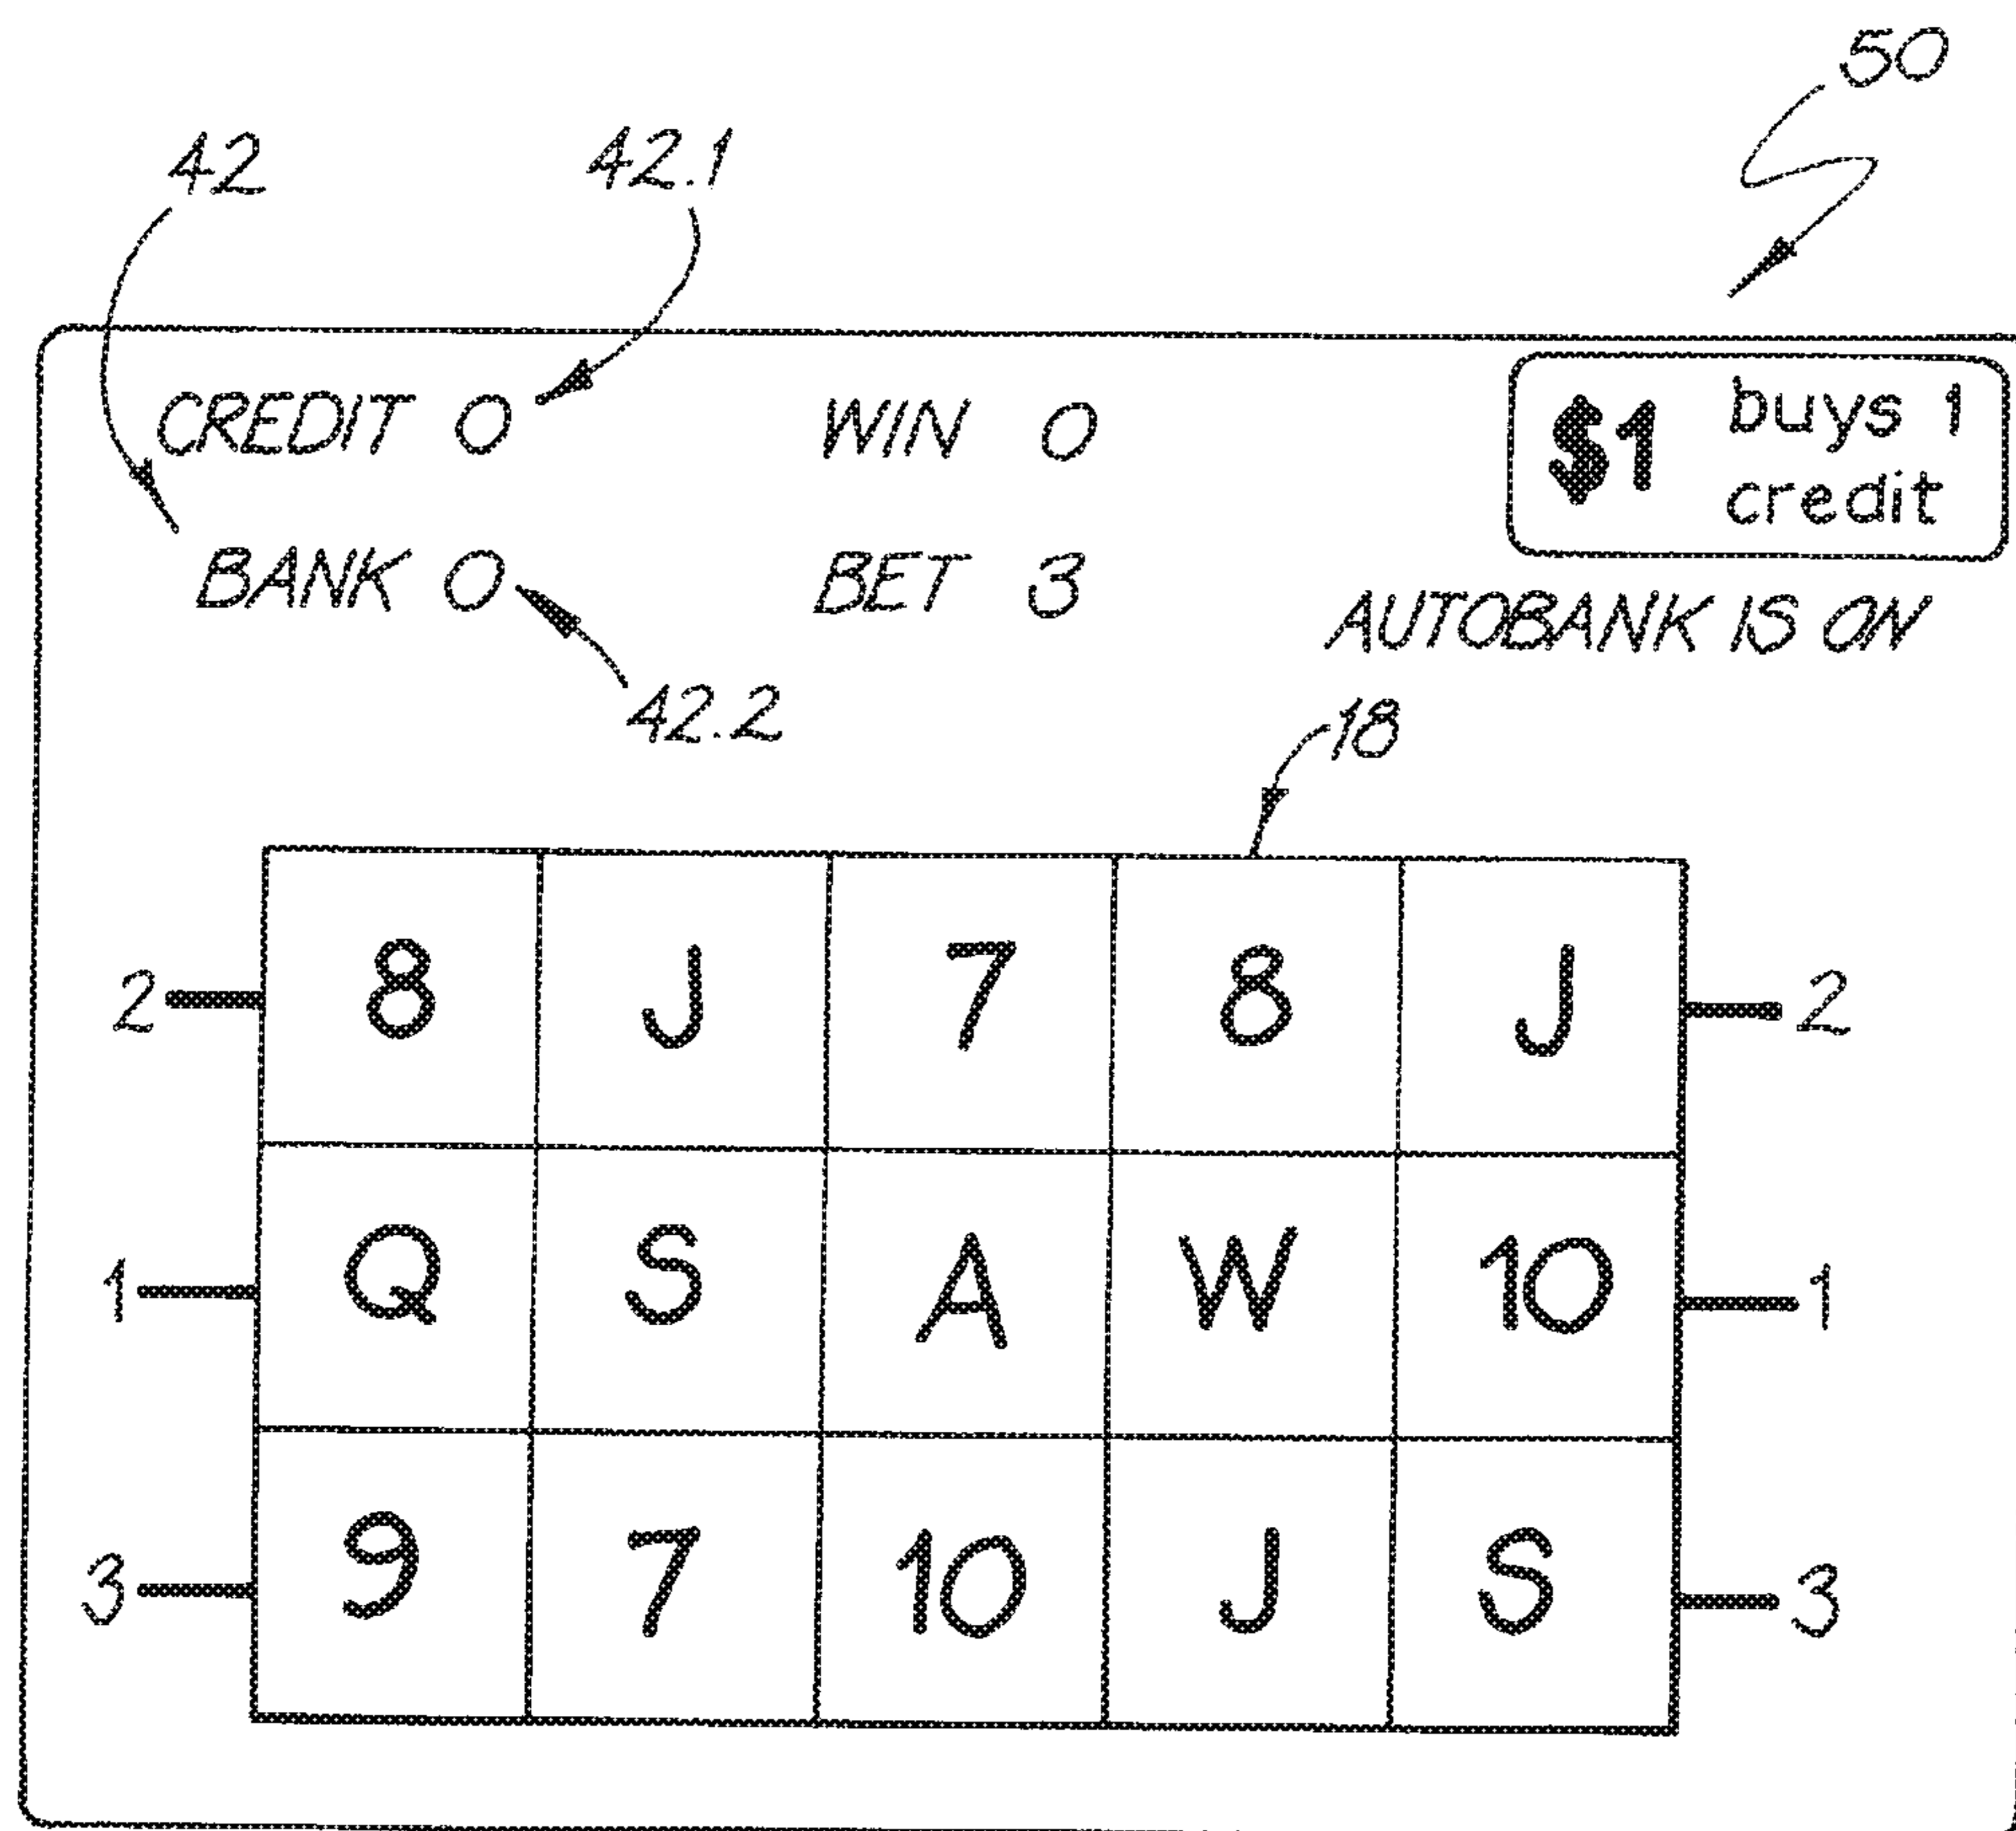 50
42 42.1
CREDIT 0 WIN 0 $1 buys 1
credit
BANK 0 BET 3
AUTOBANK IS ON
42.2 18
2 8 J 7 8 J 2
1 Q S A W 10 1
3 9 7 10 J S 3